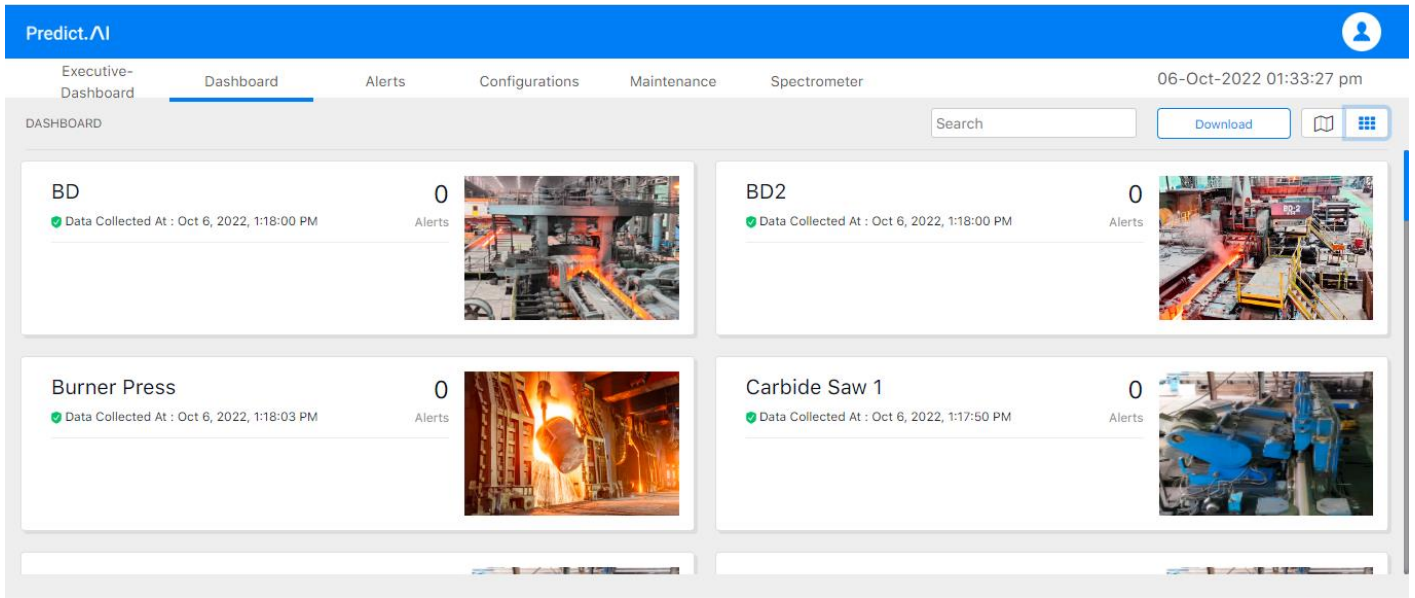 Predict.AI
Executive-
Dashboard
Dashboard
Alerts
Configurations
Maintenance
Spectrometer
06-Oct-2022 01:33:27 pm
DASHBOARD
Search
Download
BD
0
Data Collected At : Oct 6, 2022, 1:18:00 PM
Alerts
BD2
0
Data Collected At : Oct 6, 2022, 1:18:00 PM
Alerts
BD-2
Burner Press
0
Data Collected At : Oct 6, 2022, 1:18:03 PM
Alerts
Carbide Saw 1
0
Data Collected At : Oct 6, 2022, 1:17:50 PM
Alerts